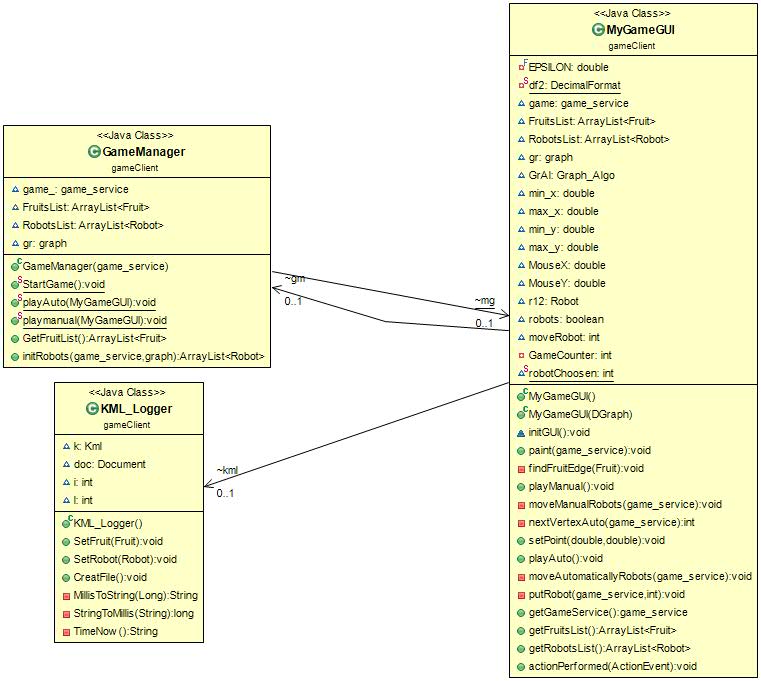 <<Java Class>>
GameManager
gameClient
game_: game_service
FruitsList: ArrayList<Fruit>
RobotsList: ArrayList<Robot>
gr: graph
GameManager(game_service)
StartGame():void
playAuto(MyGameGUI):void
playmanual(MyGameGUI):void
GetFruitList():ArrayList<Fruit>
initRobots(game_service,graph):ArrayList<Robot>
~gm
0..1
~mg
0..1
<<Java Class>>
KML_Logger
gameClient
k: Kml
doc: Document
i: int
l: int
KML_Logger()
SetFruit(Fruit):void
SetRobot(Robot):void
CreatFile():void
MillisToString(Long):String
StringToMillis(String):long
TimeNow():String
~kml
0..1
<<Java Class>>
MyGameGUI
gameClient
EPSILON: double
df2: DecimalFormat
game: game_service
FruitsList: ArrayList<Fruit>
RobotsList: ArrayList<Robot>
gr: graph
GrAl: Graph_Algo
min_x: double
max_x: double
min_y: double
max_y: double
MouseX: double
MouseY: double
r12: Robot
robots: boolean
moveRobot: int
GameCounter: int
robotChoosen: int
MyGameGUI()
MyGameGUI(DGraph)
initGUI():void
paint(game_service):void
findFruitEdge(Fruit):void
playManual():void
moveManualRobots(game_service):void
nextVertexAuto(game_service):int
setPoint(double,double):void
playAuto():void
moveAutomaticallyRobots(game_service):void
putRobot(game_service,int):void
getGameService():game_service
getFruitsList():ArrayList<Fruit>
getRobotsList():ArrayList<Robot>
actionPerformed(ActionEvent):void